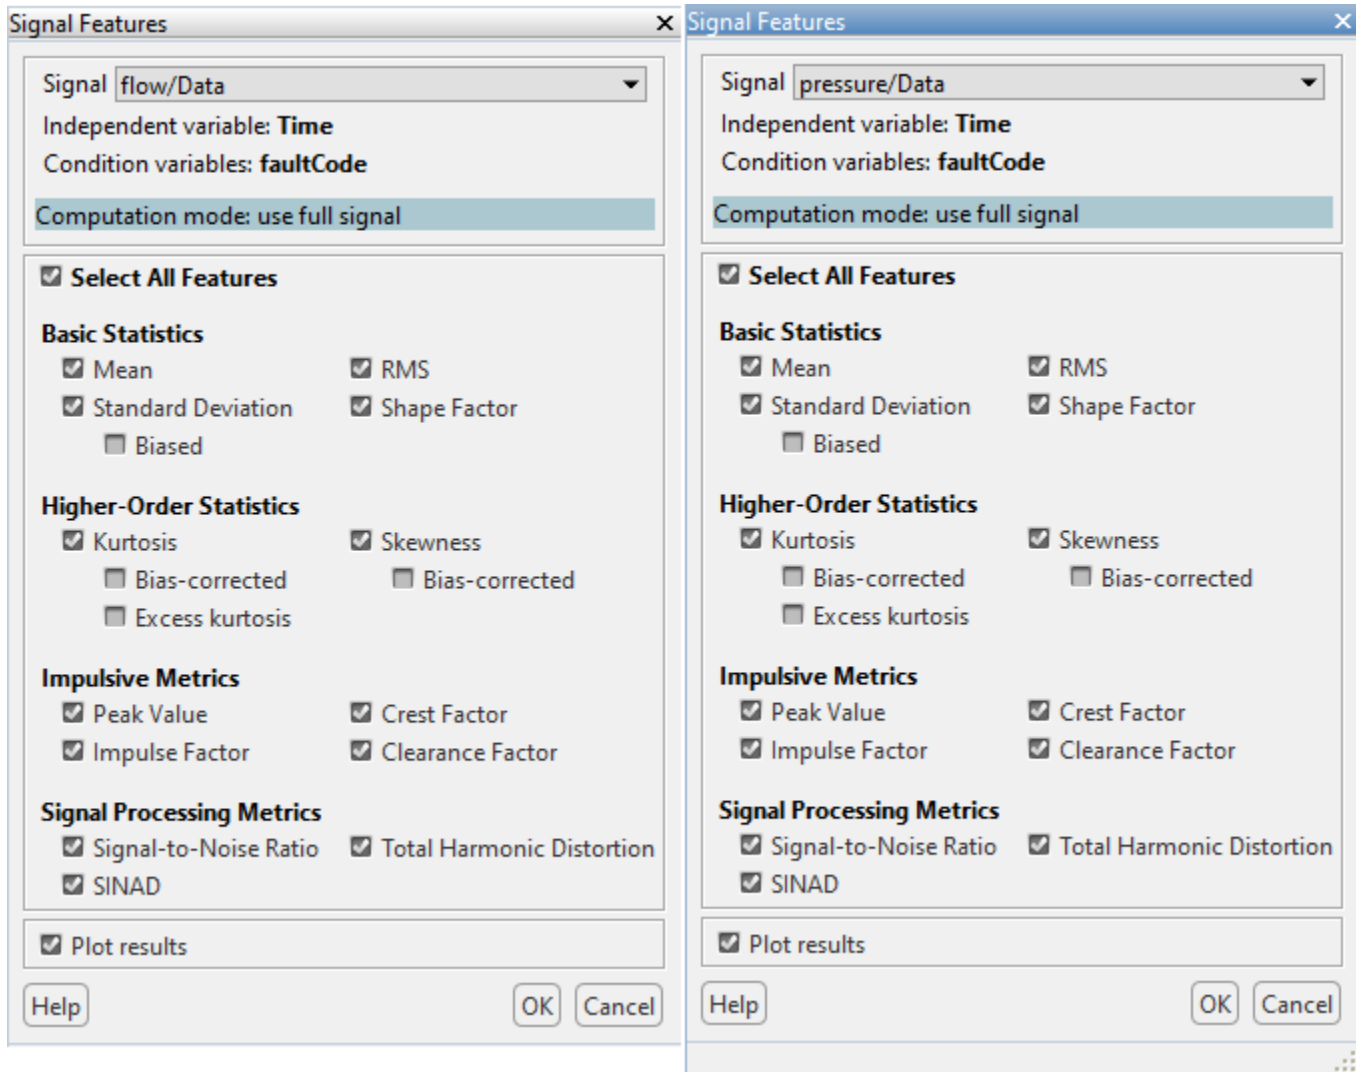 Signal Features
Signal flow/Data
Independent variable: Time
Condition variables: faultCode
Computation mode: use full signal
Select All Features
Basic Statistics
Mean RMS
Standard Deviation Shape Factor
Biased
Higher-Order Statistics
Kurtosis Skewness
Bias-corrected Bias-corrected
Excess kurtosis
Impulsive Metrics
Peak Value Crest Factor
Impulse Factor Clearance Factor
Signal Processing Metrics
Signal-to-Noise Ratio Total Harmonic Distortion
SINAD
Plot results
Help OK Cancel
Signal Features
Signal pressure/Data
Independent variable: Time
Condition variables: faultCode
Computation mode: use full signal
Select All Features
Basic Statistics
Mean RMS
Standard Deviation Shape Factor
Biased
Higher-Order Statistics
Kurtosis Skewness
Bias-corrected Bias-corrected
Excess kurtosis
Impulsive Metrics
Peak Value Crest Factor
Impulse Factor Clearance Factor
Signal Processing Metrics
Signal-to-Noise Ratio Total Harmonic Distortion
SINAD
Plot results
Help OK Cancel